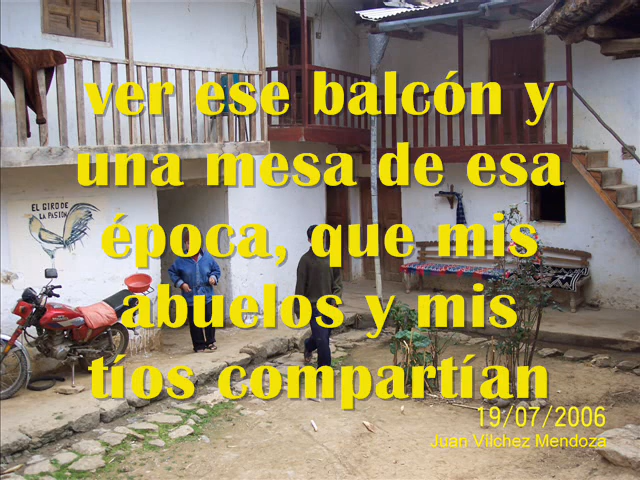 ver ese balcón y
una mesa de esa
EL GIRO DE
LA PASIÓN
época, que mis
abuelos y mis
tíos compartían
19/07/2006
Juan Vilchez Mendoza